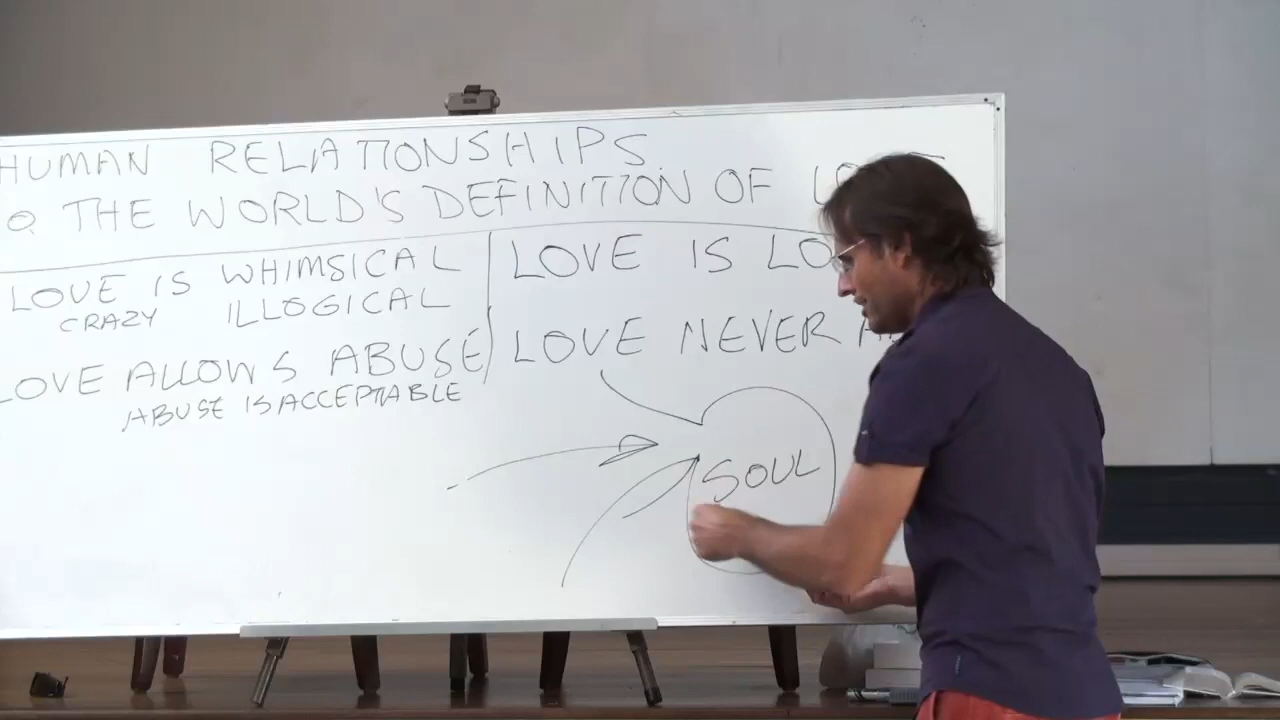 HUMAN RELATIONSHIPS
THE WORLD'S DEFINITION OF
LOVE IS WHIMSICAL
CRAZY ILLOGICAL
LOVE ALLOWS ABUSE
ABUSE IS ACCEPTABLE
LOVE IS LO
LOVE NEVER
SOUL